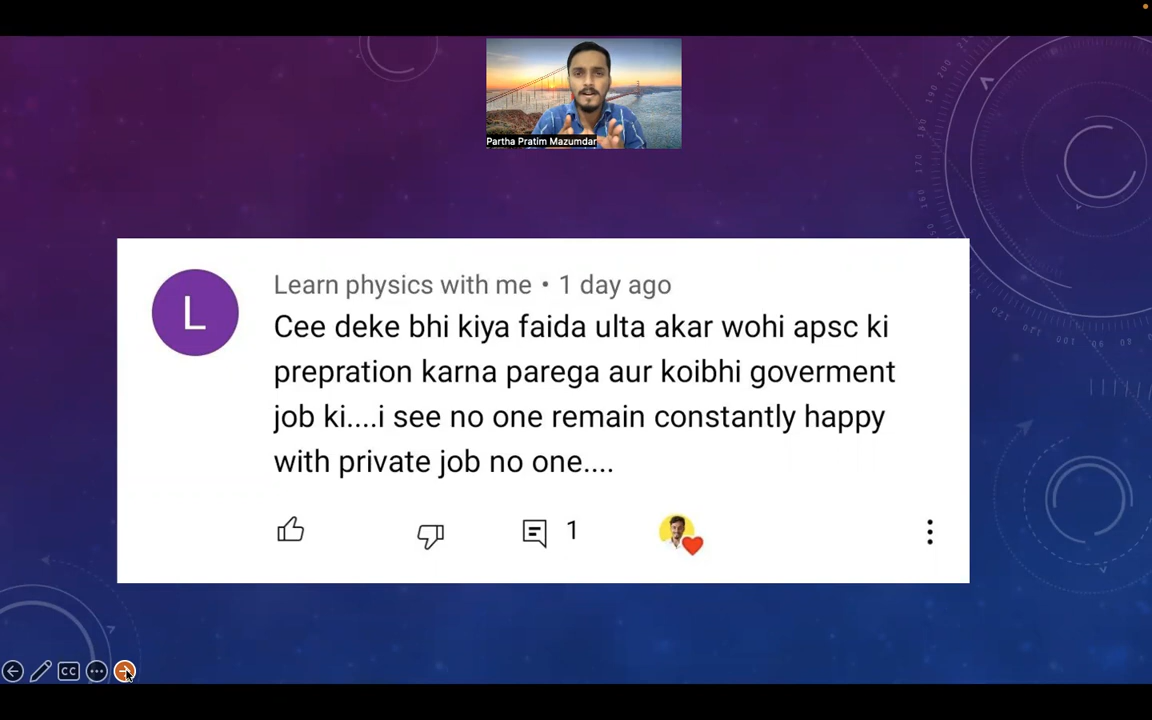 Partha Pratim Mazumdar
L
Learn physics with me • 1 day ago
Cee deke bhi kiya faida ulta akar wohi apsc ki
prepration karna parega aur koibhi goverment
job ki....i see no one remain constantly happy
with private job no one....
1
CC